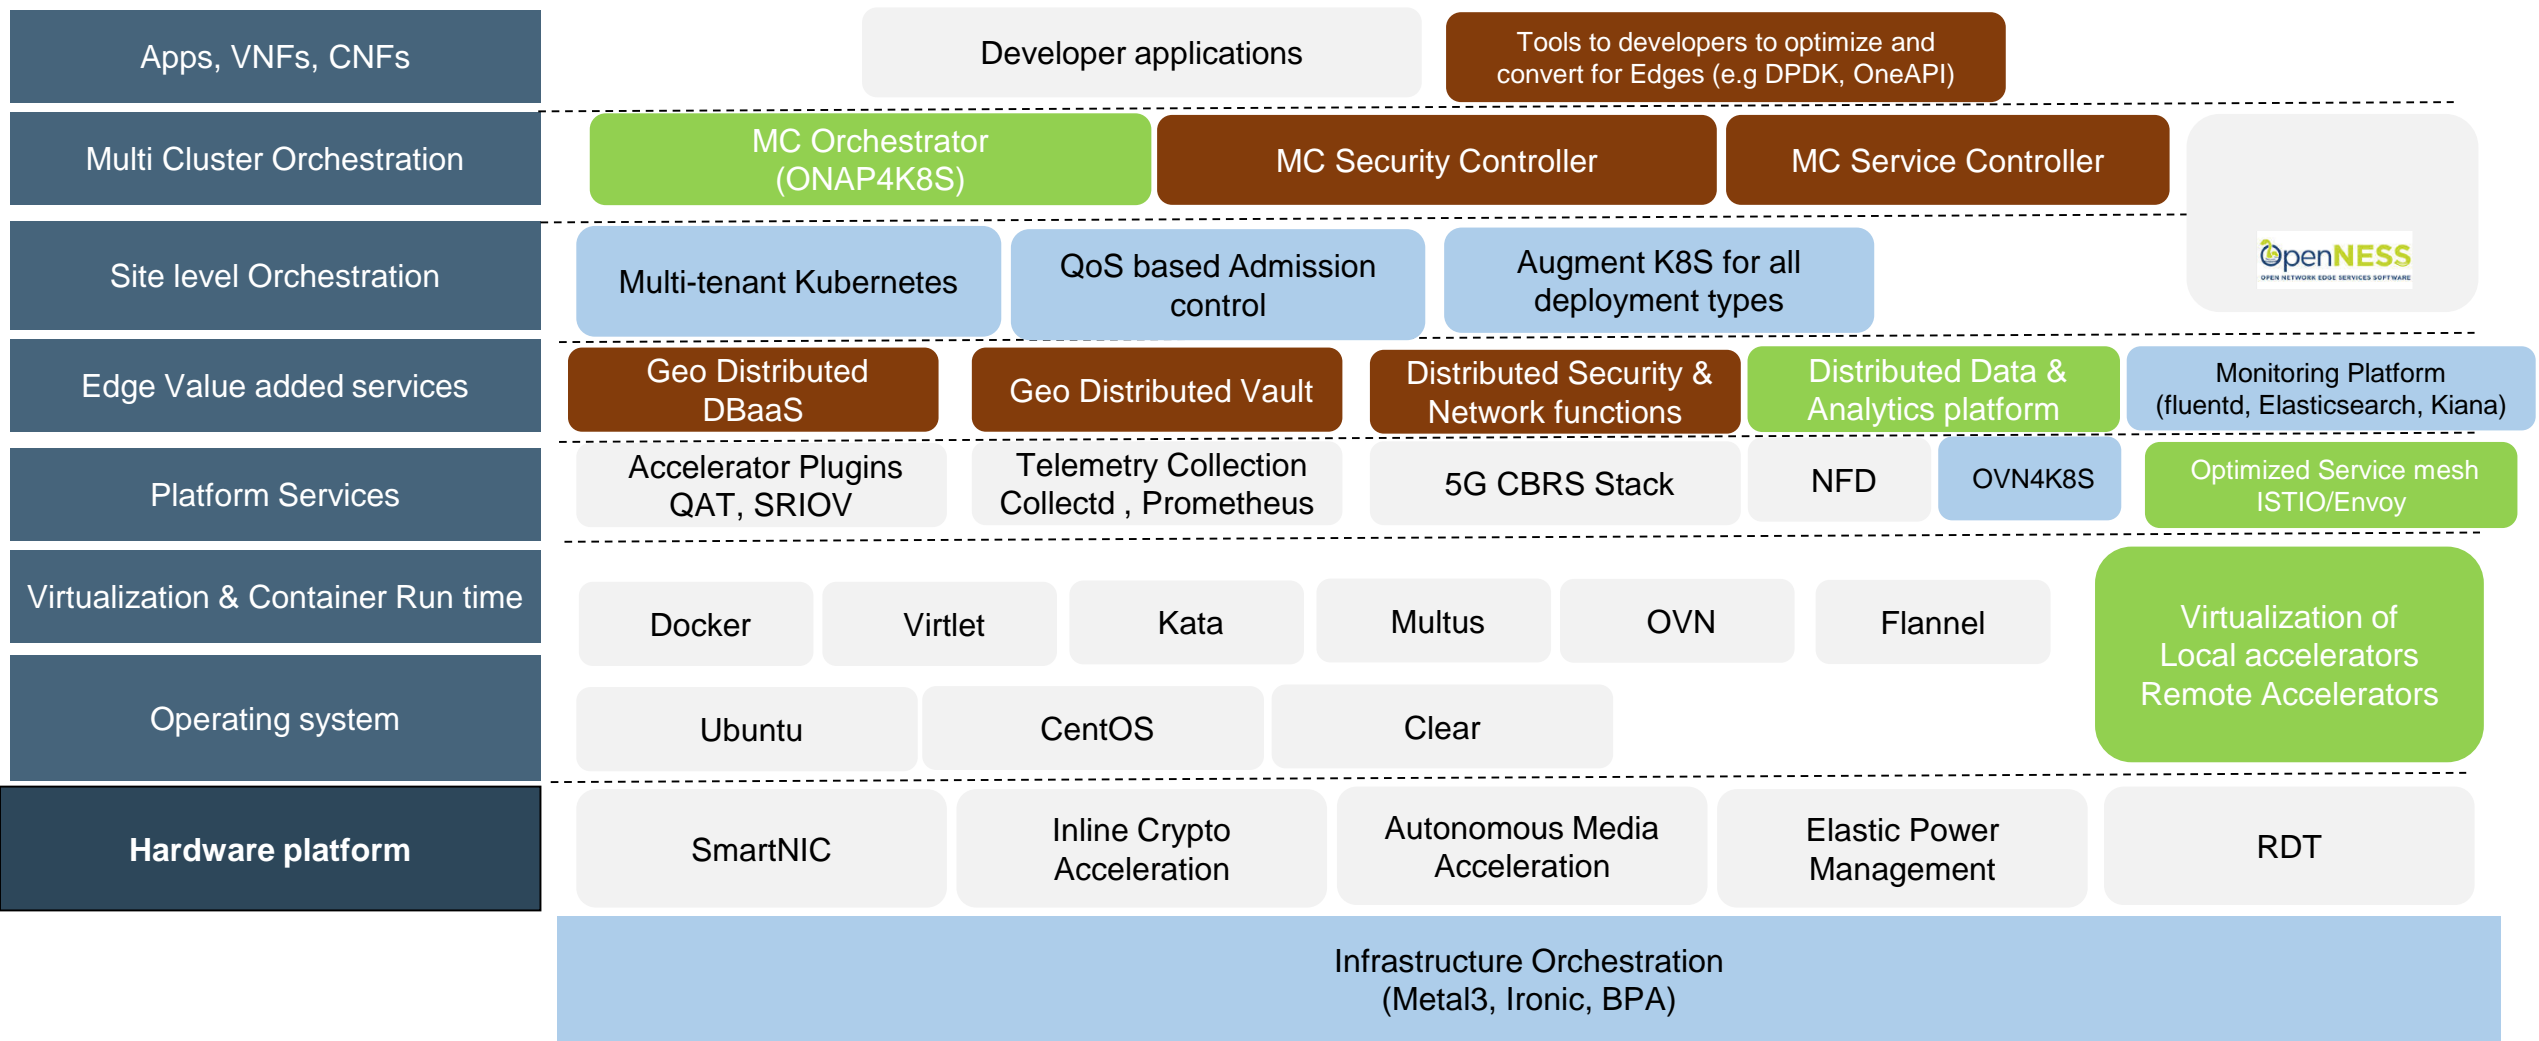 Apps, VNFs, CNFs
Developer applications
Tools to developers to optimize and
convert for Edges (e.g DPDK, OneAPI)
Multi Cluster Orchestration
MC Orchestrator
(ONAP4K8S)
MC Security Controller
MC Service Controller
Site level Orchestration
Multi-tenant Kubernetes
QoS based Admission
control
Augment K8S for all
deployment types
OpenNESS
OPEN NETWORK EDGE SERVICES SOFTWARE
Edge Value added services
Geo Distributed
DBaaS
Geo Distributed Vault
Distributed Security &
Network functions
Distributed Data &
Analytics platform
Monitoring Platform
(fluentd, Elasticsearch, Kiana)
Platform Services
Accelerator Plugins
QAT, SRIOV
Telemetry Collection
Collectd , Prometheus
5G CBRS Stack
NFD
OVN4K8S
Optimized Service mesh
ISTIO/Envoy
Virtualization & Container Run time
Docker
Virtlet
Kata
Multus
OVN
Flannel
Virtualization of
Local accelerators
Remote Accelerators
Operating system
Ubuntu
CentOS
Clear
Hardware platform
SmartNIC
Inline Crypto
Acceleration
Autonomous Media
Acceleration
Elastic Power
Management
RDT
Infrastructure Orchestration
(Metal3, Ironic, BPA)